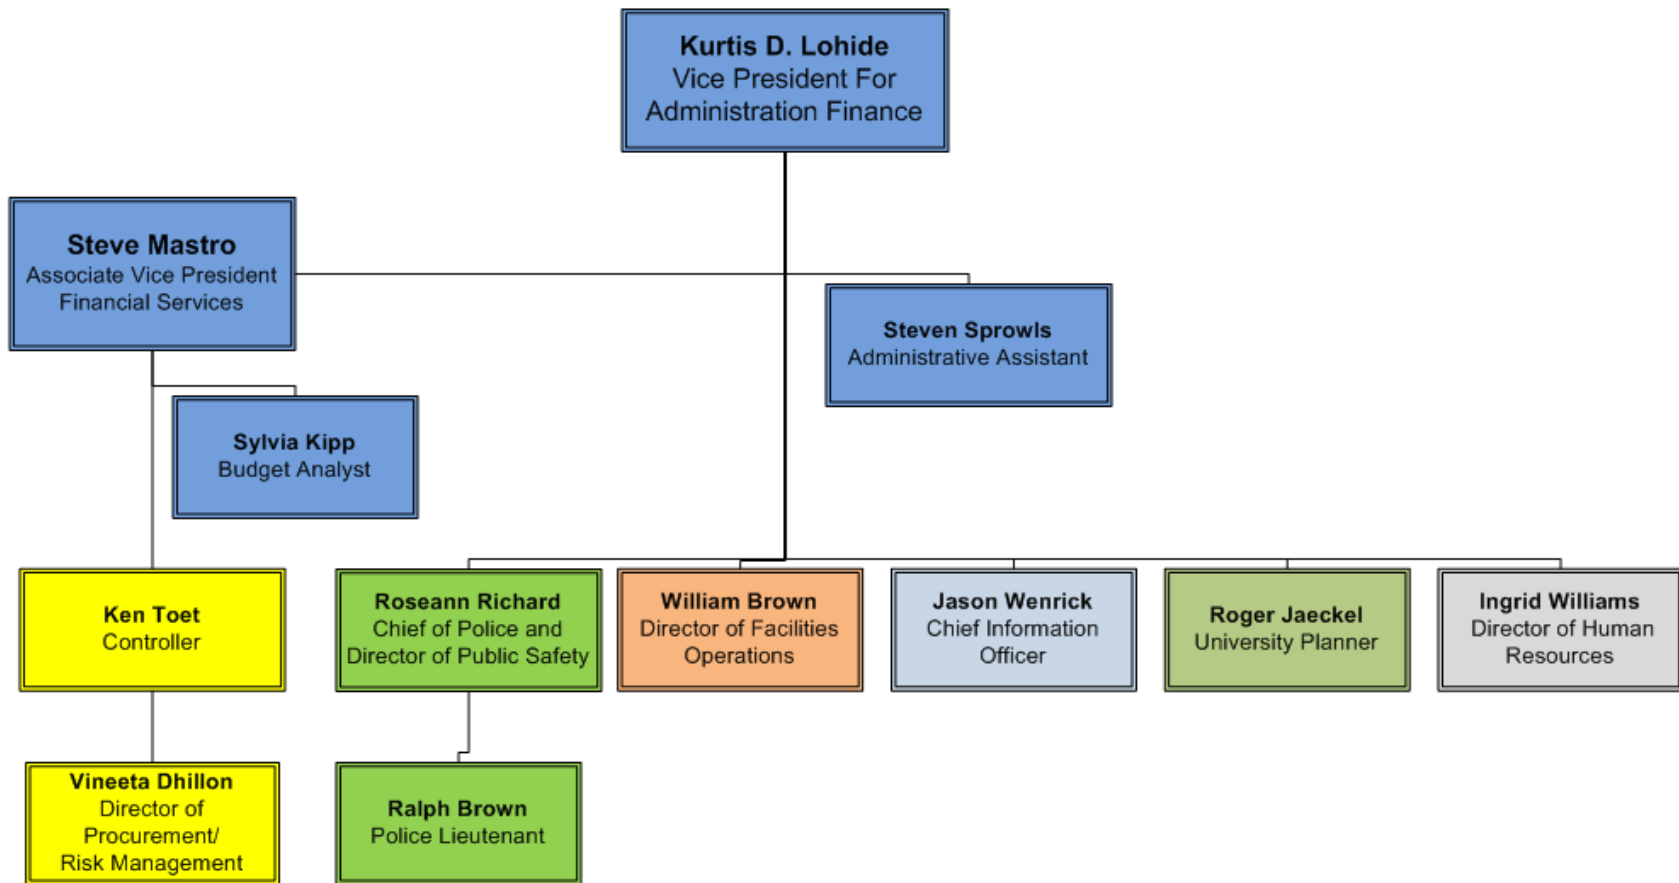 Kurtis D. Lohide
Vice President For
Administration Finance
Steve Mastro
Associate Vice President
Financial Services
Steven Sprowls
Administrative Assistant
Sylvia Kipp
Budget Analyst
Ken Toet
Controller
Roseann Richard
Chief of Police and
Director of Public Safety
William Brown
Director of Facilities
Operations
Jason Wenrick
Chief Information
Officer
Roger Jaeckel
University Planner
Ingrid Williams
Director of Human
Resources
Vineeta Dhillon
Director of
Procurement/
Risk Management
Ralph Brown
Police Lieutenant